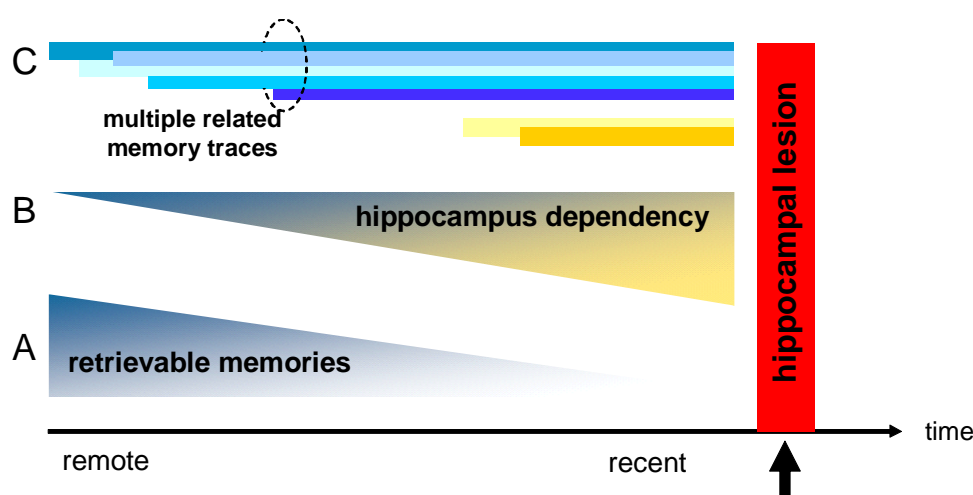 C
multiple related
memory traces
B
hippocampus dependency
A
retrievable memories
hippocampal lesion
time
remote
recent